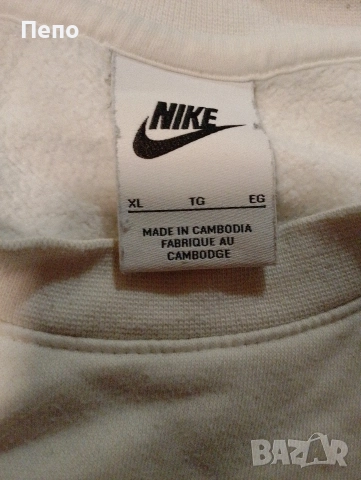 Пепо
NIKE
XL TG EG
MADE IN CAMBODIA
FABRIQUE AU
CAMBODGE
BAZAR